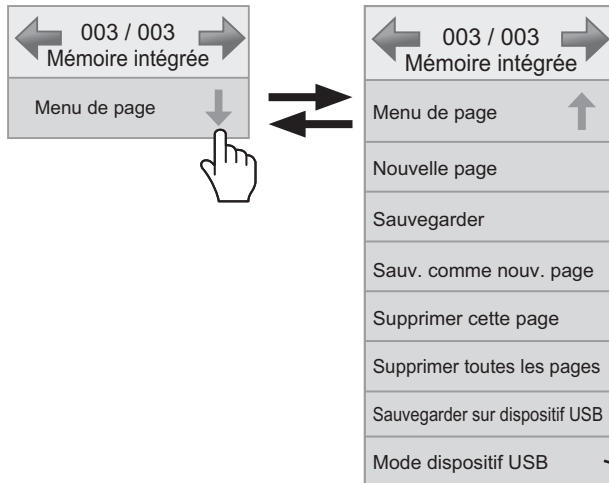 003 / 003
Mémoire intégrée
Menu de page
003 / 003
Mémoire intégrée
Menu de page
Nouvelle page
Sauvegarder
Sauv. comme nouv. page
Supprimer cette page
Supprimer toutes les pages
Sauvegarder sur dispositif USB
Mode dispositif USB